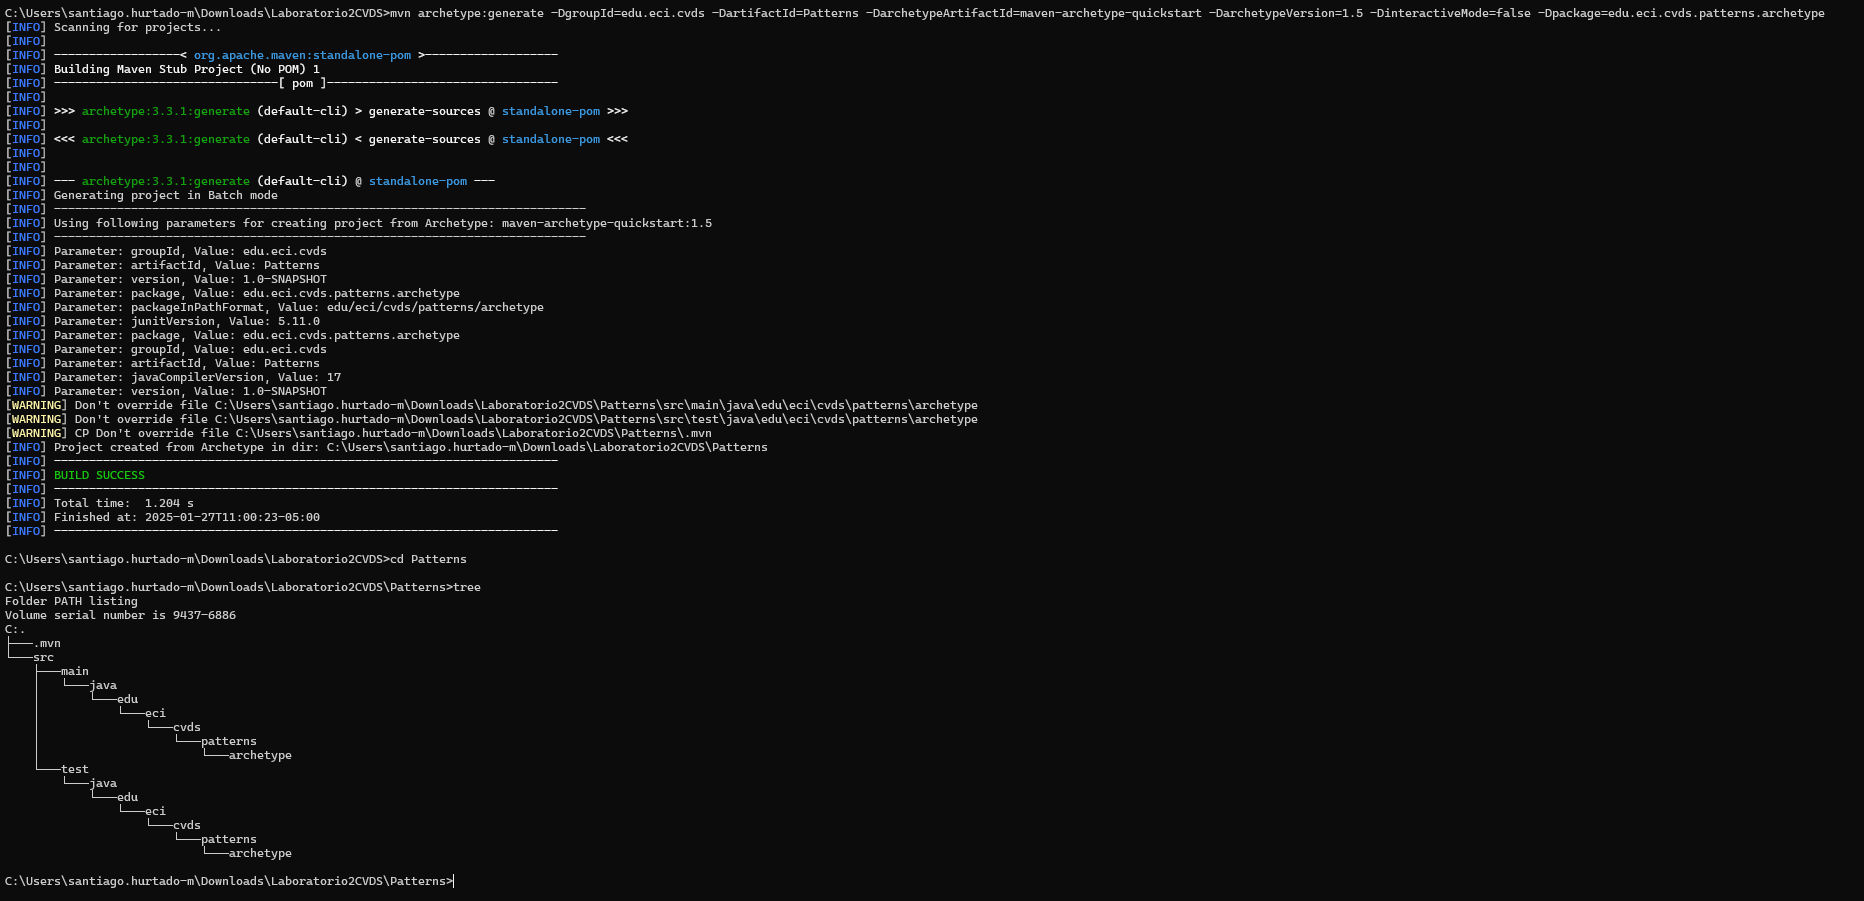 C:\Users\santiago.hurtado-m\Downloads\Laboratorio2CVDS>mvn archetype:generate -DgroupId=edu.eci.cvds -DartifactId=Patterns -DarchetypeArtifactId=maven-archetype-quickstart -DarchetypeVersion=1.5 -DinteractiveMode=false -Dpackage=edu.eci.cvds.patterns.archetype
[INFO] Scanning for projects...
[INFO]
[INFO] ------------------< org.apache.maven:standalone-pom >-------------------
[INFO] Building Maven Stub Project (No POM) 1
[INFO] --------------------------------[ pom ]---------------------------------
[INFO]
[INFO] >>> archetype:3.3.1:generate (default-cli) > generate-sources @ standalone-pom >>>
[INFO]
[INFO] <<< archetype:3.3.1:generate (default-cli) < generate-sources @ standalone-pom <<<
[INFO]
[INFO]
[INFO] --- archetype:3.3.1:generate (default-cli) @ standalone-pom ---
[INFO] Generating project in Batch mode
[INFO] ----------------------------------------------------------------------------
[INFO] Using following parameters for creating project from Archetype: maven-archetype-quickstart:1.5
[INFO] ----------------------------------------------------------------------------
[INFO] Parameter: groupId, Value: edu.eci.cvds
[INFO] Parameter: artifactId, Value: Patterns
[INFO] Parameter: version, Value: 1.0-SNAPSHOT
[INFO] Parameter: package, Value: edu.eci.cvds.patterns.archetype
[INFO] Parameter: packageInPathFormat, Value: edu/eci/cvds/patterns/archetype
[INFO] Parameter: junitVersion, Value: 5.11.0
[INFO] Parameter: package, Value: edu.eci.cvds.patterns.archetype
[INFO] Parameter: groupId, Value: edu.eci.cvds
[INFO] Parameter: artifactId, Value: Patterns
[INFO] Parameter: javaCompilerVersion, Value: 17
[INFO] Parameter: version, Value: 1.0-SNAPSHOT
[WARNING] Don't override file C:\Users\santiago.hurtado-m\Downloads\Laboratorio2CVDS\Patterns\src\main\java\edu\eci\cvds\patterns\archetype
[WARNING] Don't override file C:\Users\santiago.hurtado-m\Downloads\Laboratorio2CVDS\Patterns\src\test\java\edu\eci\cvds\patterns\archetype
[WARNING] CP Don't override file C:\Users\santiago.hurtado-m\Downloads\Laboratorio2CVDS\Patterns\.mvn
[INFO] Project created from Archetype in dir: C:\Users\santiago.hurtado-m\Downloads\Laboratorio2CVDS\Patterns
[INFO] ------------------------------------------------------------------------
[INFO] BUILD SUCCESS
[INFO] ------------------------------------------------------------------------
[INFO] Total time:  1.204 s
[INFO] Finished at: 2025-01-27T11:00:23-05:00
[INFO] ------------------------------------------------------------------------
C:\Users\santiago.hurtado-m\Downloads\Laboratorio2CVDS>cd Patterns
C:\Users\santiago.hurtado-m\Downloads\Laboratorio2CVDS\Patterns>tree
Folder PATH listing
Volume serial number is 9437-6886
C:.
├───.mvn
└───src
    ├───main
    │   └───java
    │       └───edu
    │           └───eci
    │               └───cvds
    │                   └───patterns
    │                       └───archetype
    └───test
        └───java
            └───edu
                └───eci
                    └───cvds
                        └───patterns
                            └───archetype
C:\Users\santiago.hurtado-m\Downloads\Laboratorio2CVDS\Patterns>